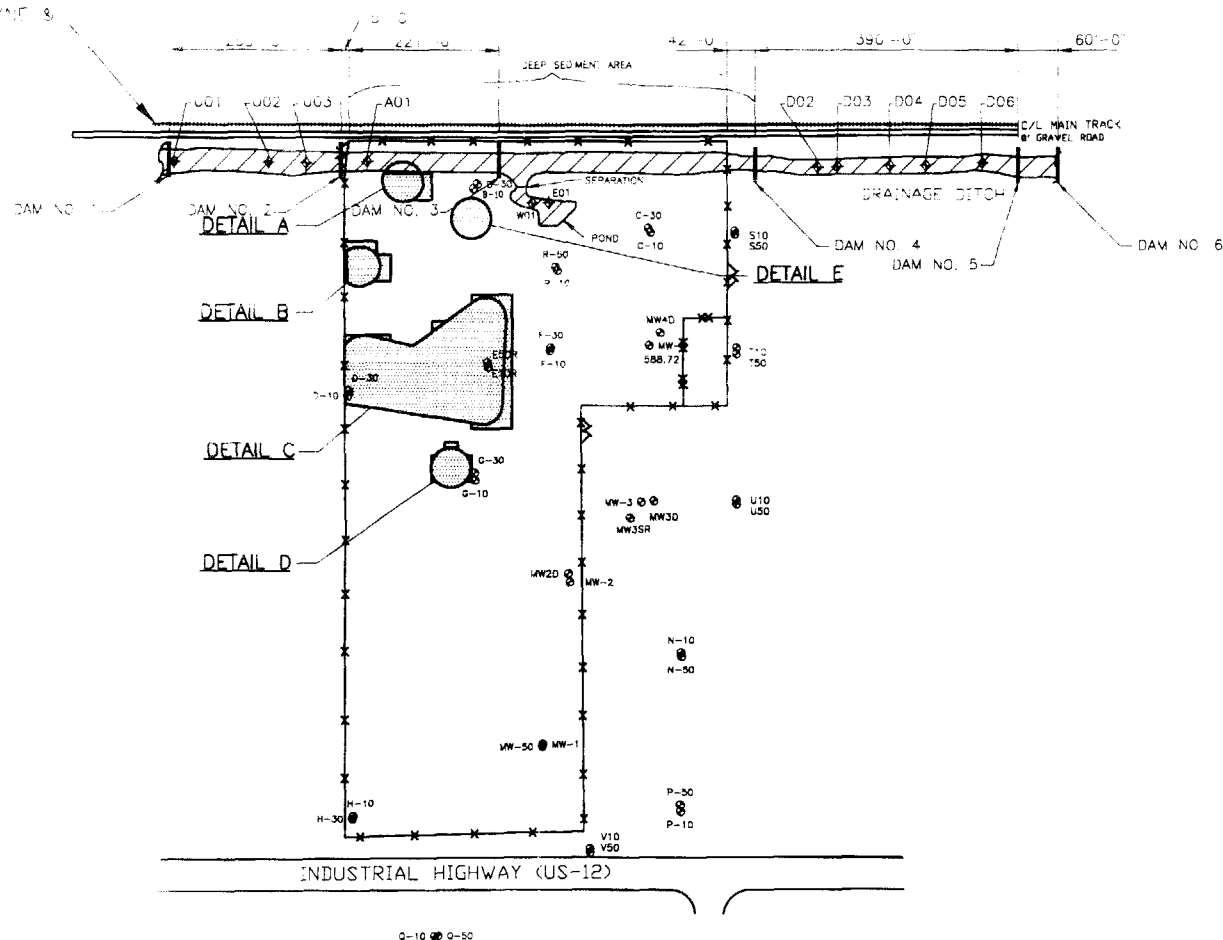 DEEP SEDIMENT AREA
390'-0"
60'-0"
U01
U02
U03
A01
D02
D03
D04
D05
D06
C/L MAIN TRACK
8' GRAVEL ROAD
B-10
SEPARATION
W01
E01
POND
DRAINAGE DITCH
DAM NO. 2
DAM NO. 3
DETAIL A
C-30
C-10
S10
S50
DAM NO. 4
DAM NO. 5
DAM NO. 6
R-50
DETAIL E
DETAIL B
MW4D
588.72
F-10
T50
D-30
DETAIL C
G-30
G-10
MW-3
MW3D
MW3SR
U10
U50
DETAIL D
MW2D
MW-2
N-10
N-50
MW-50
MW-1
H-10
H-30
P-50
P-10
V10
V50
INDUSTRIAL HIGHWAY (US-12)
Q-10
Q-50